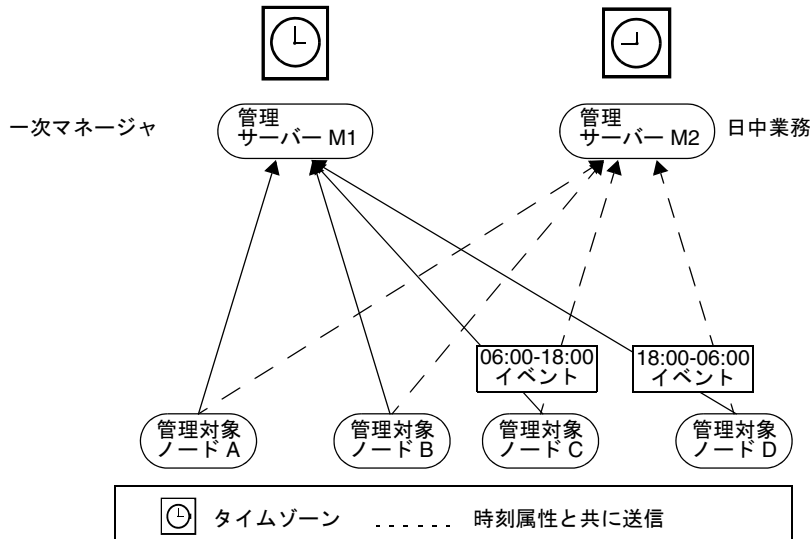 一次マネージャ
管理
サーバー M1
管理
サーバー M2
日中業務
06:00-18:00
イベント
18:00-06:00
イベント
管理対象
ノード A
管理対象
ノード B
管理対象
ノード C
管理対象
ノード D
タイムゾーン
時刻属性と共に送信